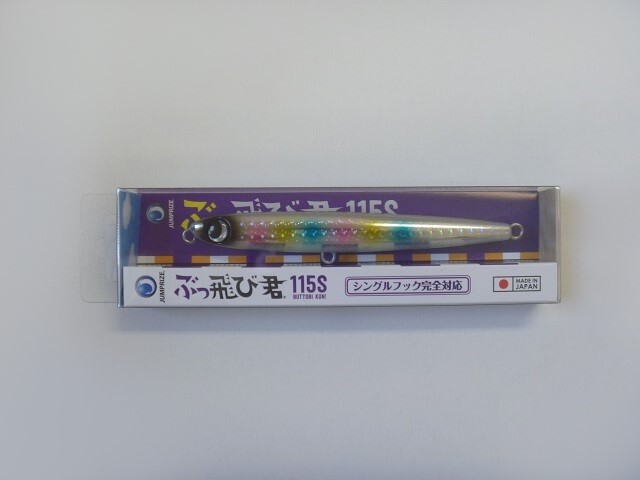 JUMPRIZE
ぶっ飛び君 115S
JUMPRIZE
ぶっ飛び君 115S
BUTTOBI KUN!
シングルフック完全対応
MADE IN
JAPAN